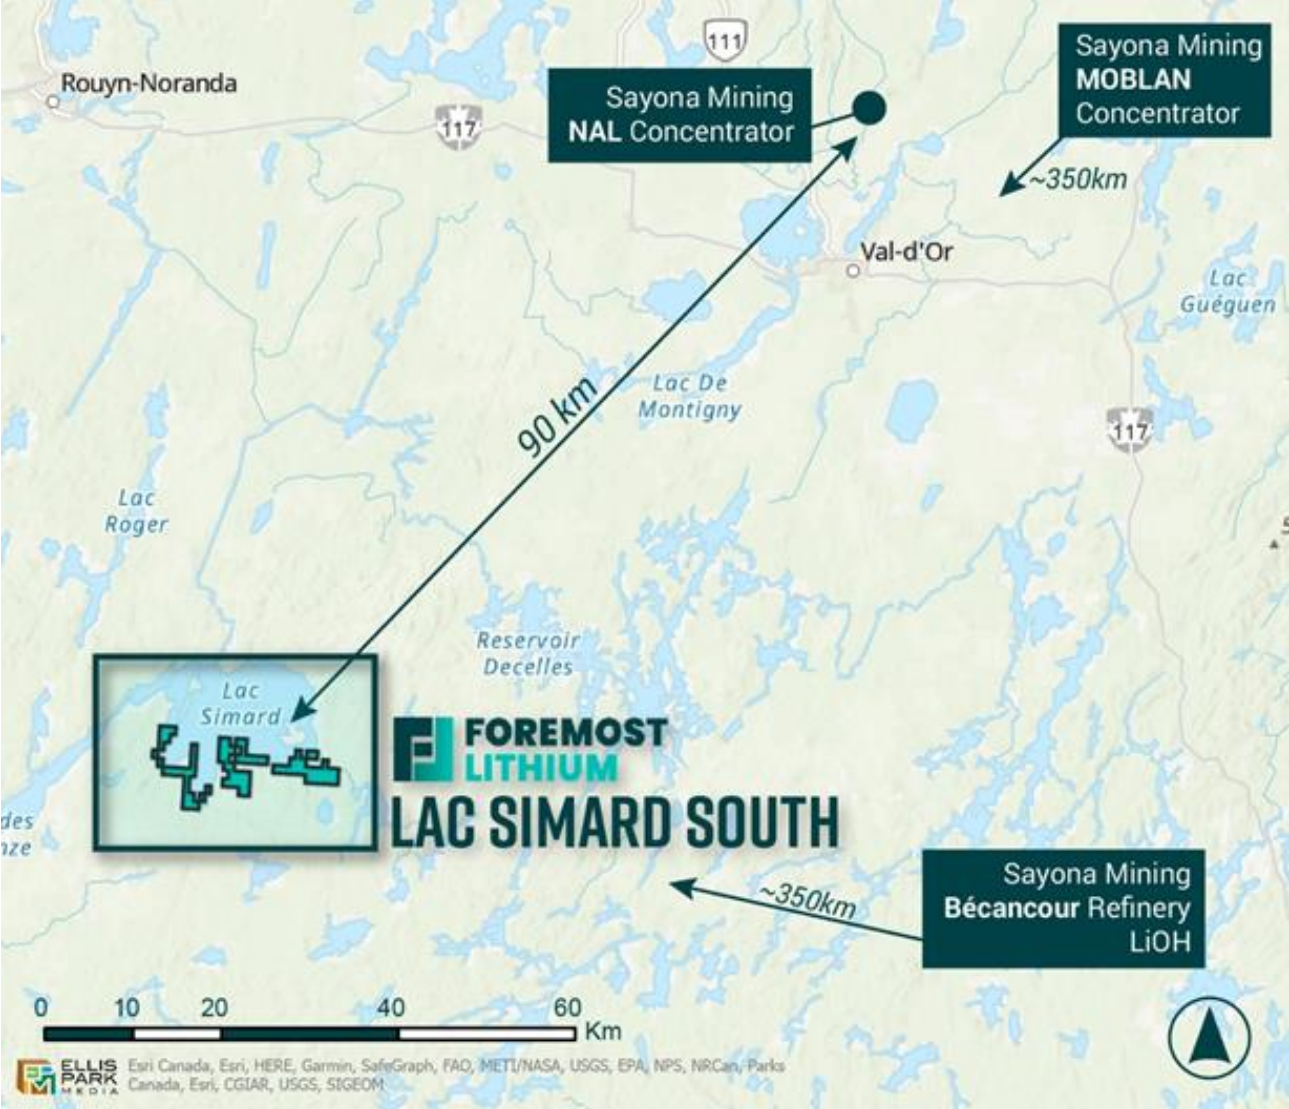 111
Sayona Mining
MOBLAN
Concentrator
Rouyn-Noranda
Sayona Mining
NAL Concentrator
117
~350km
Val-d'Or
Lac
Guéguen
Lac De
Montigny
90 km
117
Lac
Roger
Reservoir
Decelles
Lac
Simard
FOREMOST
LITHIUM
LAC SIMARD SOUTH
des
Sayona Mining
Bécancour Refinery
LiOH
~350km
0 10 20 40 60
Km
ELLIS
PARK
MEDIA
Esri Canada, Esri, HERE, Garmin, SafeGraph, FAO, METI/NASA, USGS, EPA, NPS, NRCan, Parks
Canada, Esri, CGIAR, USGS, SIGEOM